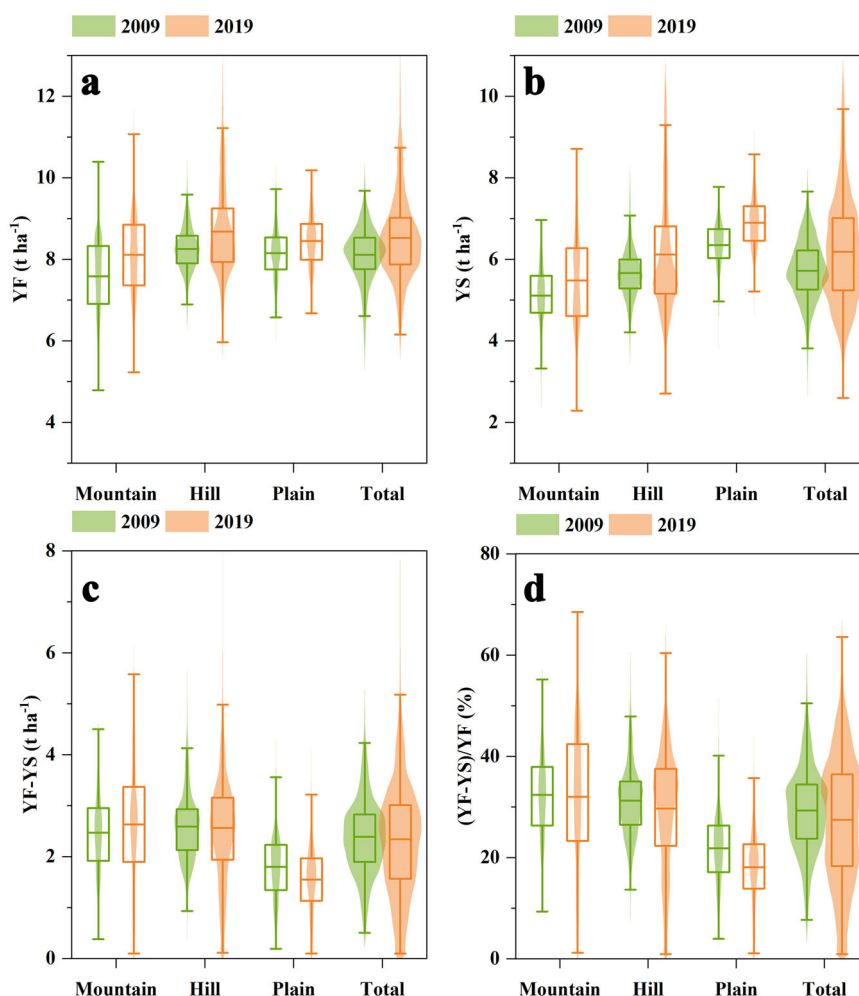 2009 2019 2009 2019
a b
YF (t ha-1)
12
10
8
6
4
YS (t ha-1)
10
8
6
4
2
Mountain Hill Plain Total Mountain Hill Plain Total
2009 2019 2009 2019
c d
YF-YS (t ha-1)
8
6
4
2
0
(YF-YS)/YF (%)
80
60
40
20
0
Mountain Hill Plain Total Mountain Hill Plain Total